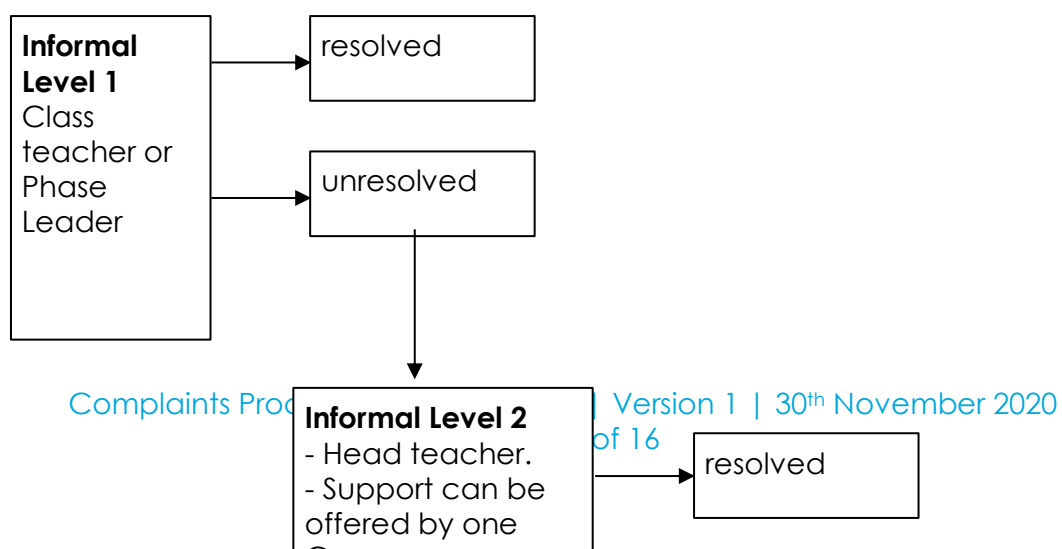 Informal
Level 1
Class
teacher or
Phase
Leader
resolved
unresolved
Complaints | Version 1 | 30th November 2020
of 16
Informal Level 2
- Head teacher.
- Support can be
offered by one
resolved